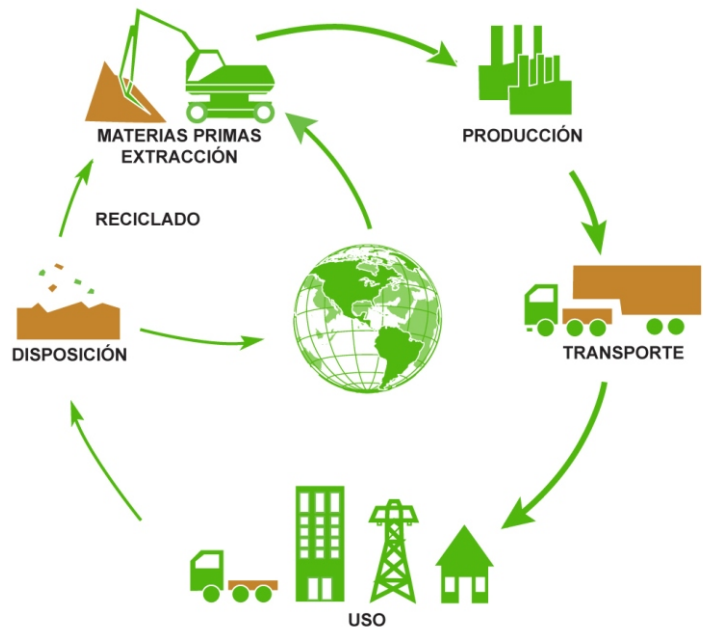 MATERIAS PRIMAS
EXTRACCIÓN
PRODUCCIÓN
RECICLADO
DISPOSICIÓN
TRANSPORTE
USO